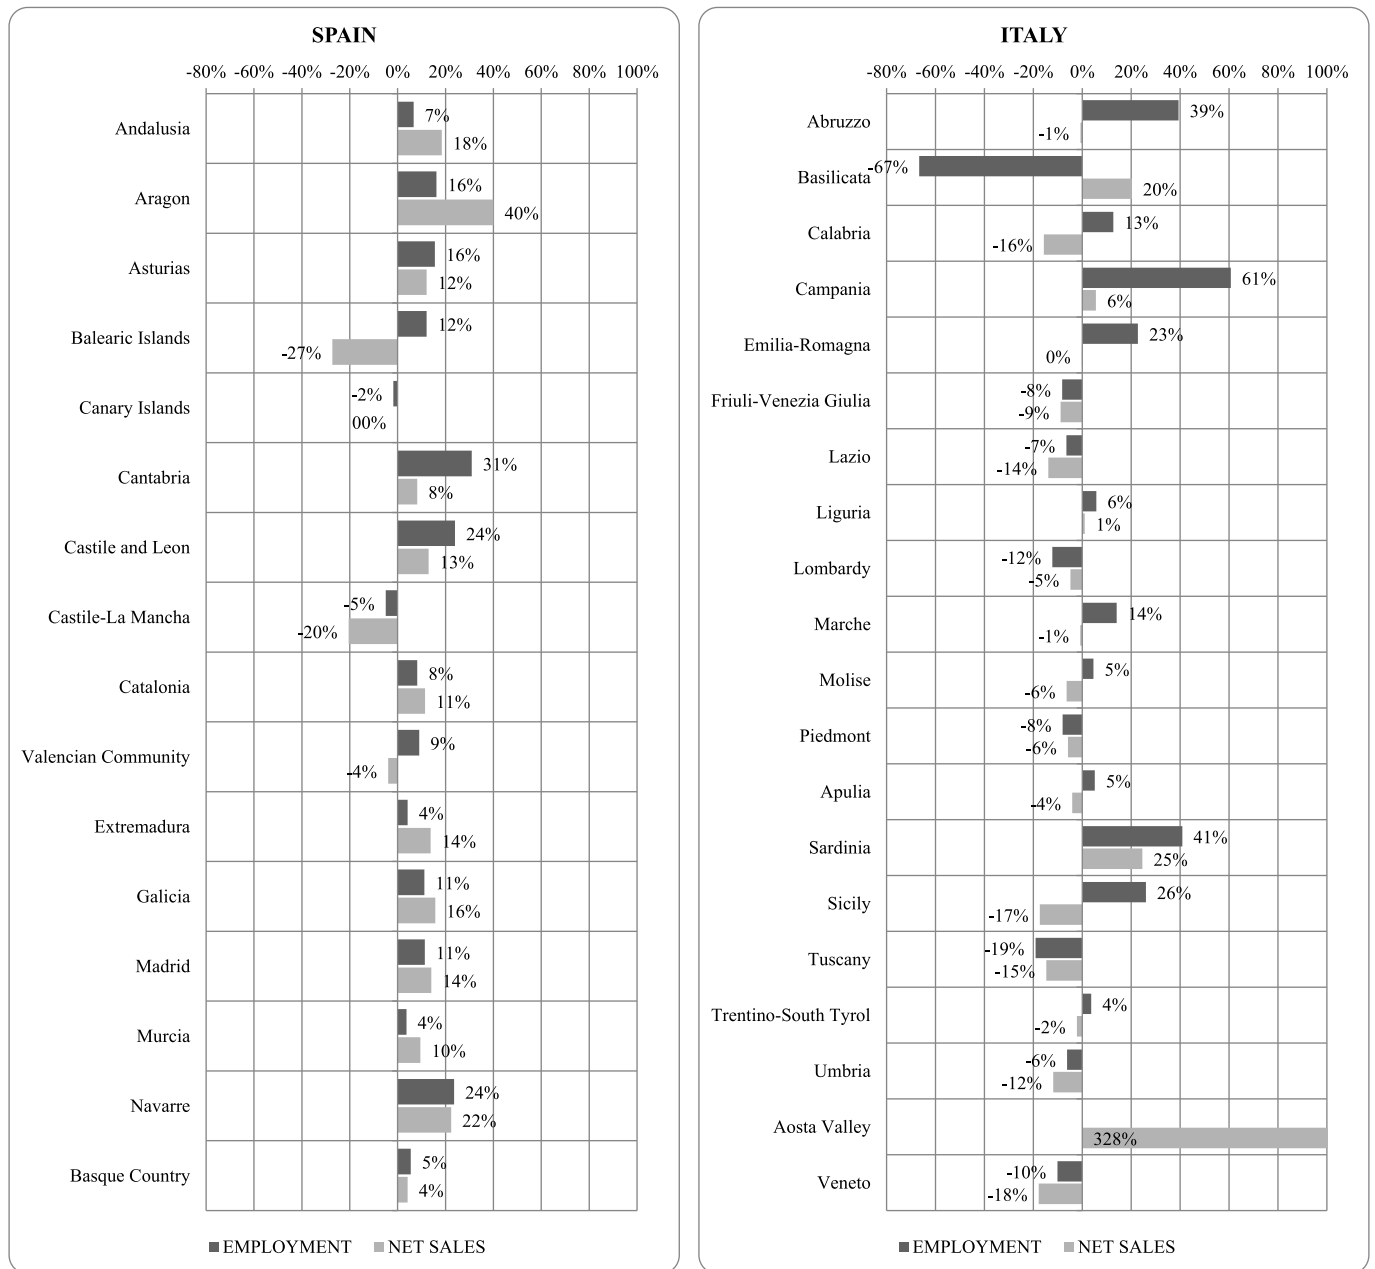 SPAIN
-80% -60% -40% -20% 0% 20% 40% 60% 80% 100%
Andalusia
7%
18%
Aragon
16%
40%
Asturias
16%
12%
Balearic Islands
12%
-27%
Canary Islands
-2%
00%
Cantabria
31%
8%
Castile and Leon
24%
13%
Castile-La Mancha
-5%
-20%
Catalonia
8%
11%
Valencian Community
9%
-4%
Extremadura
4%
14%
Galicia
11%
16%
Madrid
11%
14%
Murcia
4%
10%
Navarre
24%
22%
Basque Country
5%
4%
EMPLOYMENT NET SALES
ITALY
-80% -60% -40% -20% 0% 20% 40% 60% 80% 100%
Abruzzo
39%
-1%
Basilicata
-67%
20%
Calabria
13%
-16%
Campania
61%
6%
Emilia-Romagna
23%
0%
Friuli-Venezia Giulia
-8%
-9%
Lazio
-7%
-14%
Liguria
6%
1%
Lombardy
-12%
-5%
Marche
14%
-1%
Molise
5%
-6%
Piedmont
-8%
-6%
Apulia
5%
-4%
Sardinia
41%
25%
Sicily
26%
-17%
Tuscany
-19%
-15%
Trentino-South Tyrol
4%
-2%
Umbria
-6%
-12%
Aosta Valley
328%
Veneto
-10%
-18%
EMPLOYMENT NET SALES